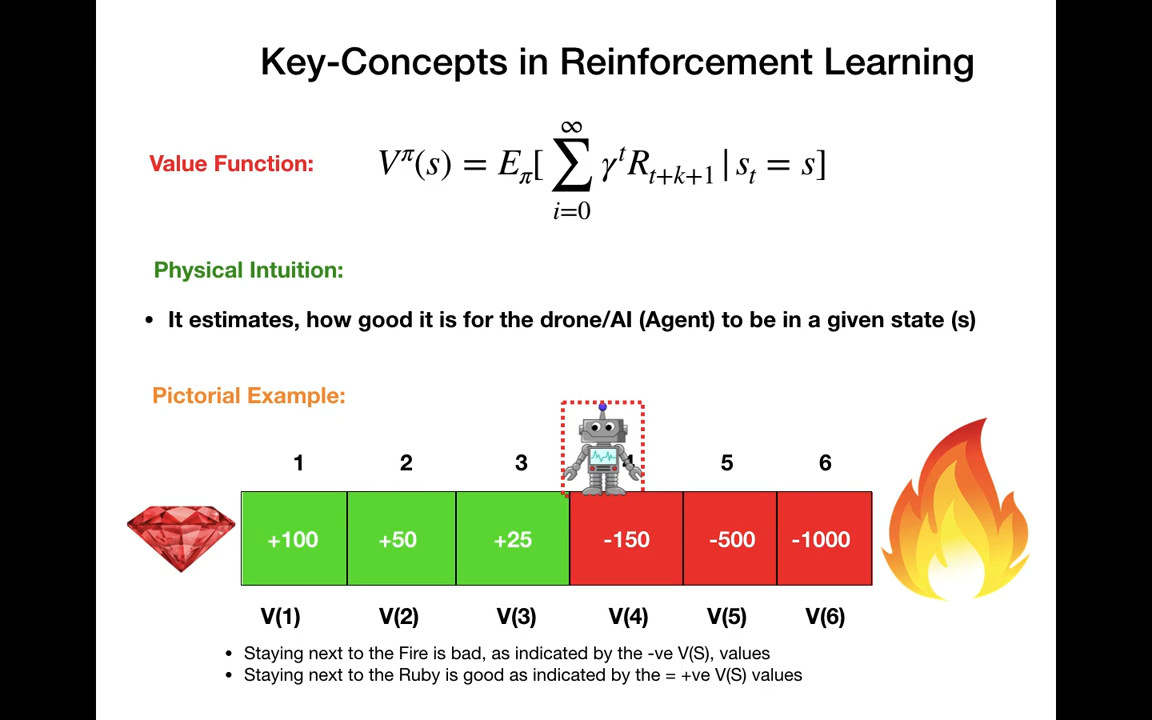 Key-Concepts in Reinforcement Learning
Value Function: V^π(s) = E_π[ ∑_{i=0}^{∞} γ^t R_{t+k+1} | s_t = s]
Physical Intuition:
• It estimates, how good it is for the drone/AI (Agent) to be in a given state (s)
Pictorial Example:
1 2 3 4 5 6
+100 +50 +25 -150 -500 -1000
V(1) V(2) V(3) V(4) V(5) V(6)
• Staying next to the Fire is bad, as indicated by the -ve V(S), values
• Staying next to the Ruby is good as indicated by the = +ve V(S) values